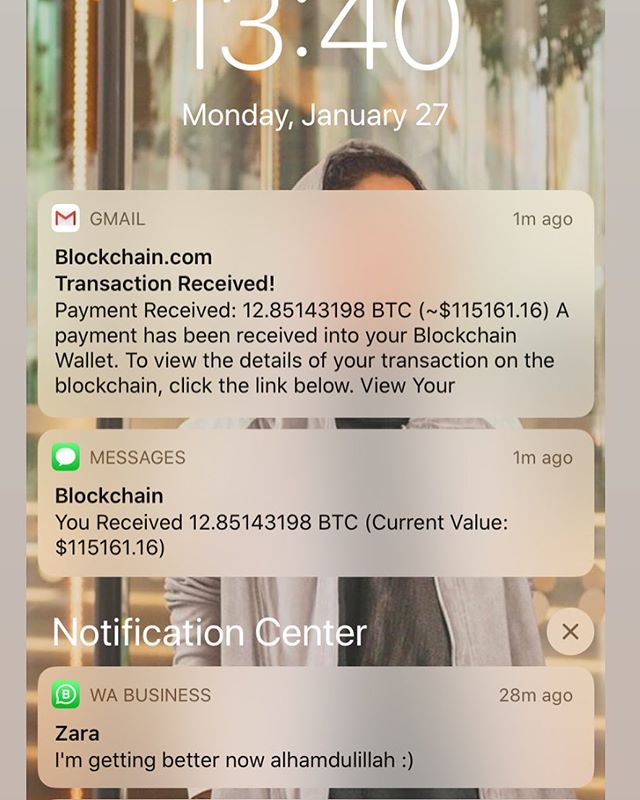 13:40
Monday, January 27
GMAIL 1m ago
Blockchain.com
Transaction Received!
Payment Received: 12.85143198 BTC (~$115161.16) A
payment has been received into your Blockchain
Wallet. To view the details of your transaction on the
blockchain, click the link below. View Your
MESSAGES 1m ago
Blockchain
You Received 12.85143198 BTC (Current Value:
$115161.16)
Notification Center
WA BUSINESS 28m ago
Zara
I'm getting better now alhamdulillah :)